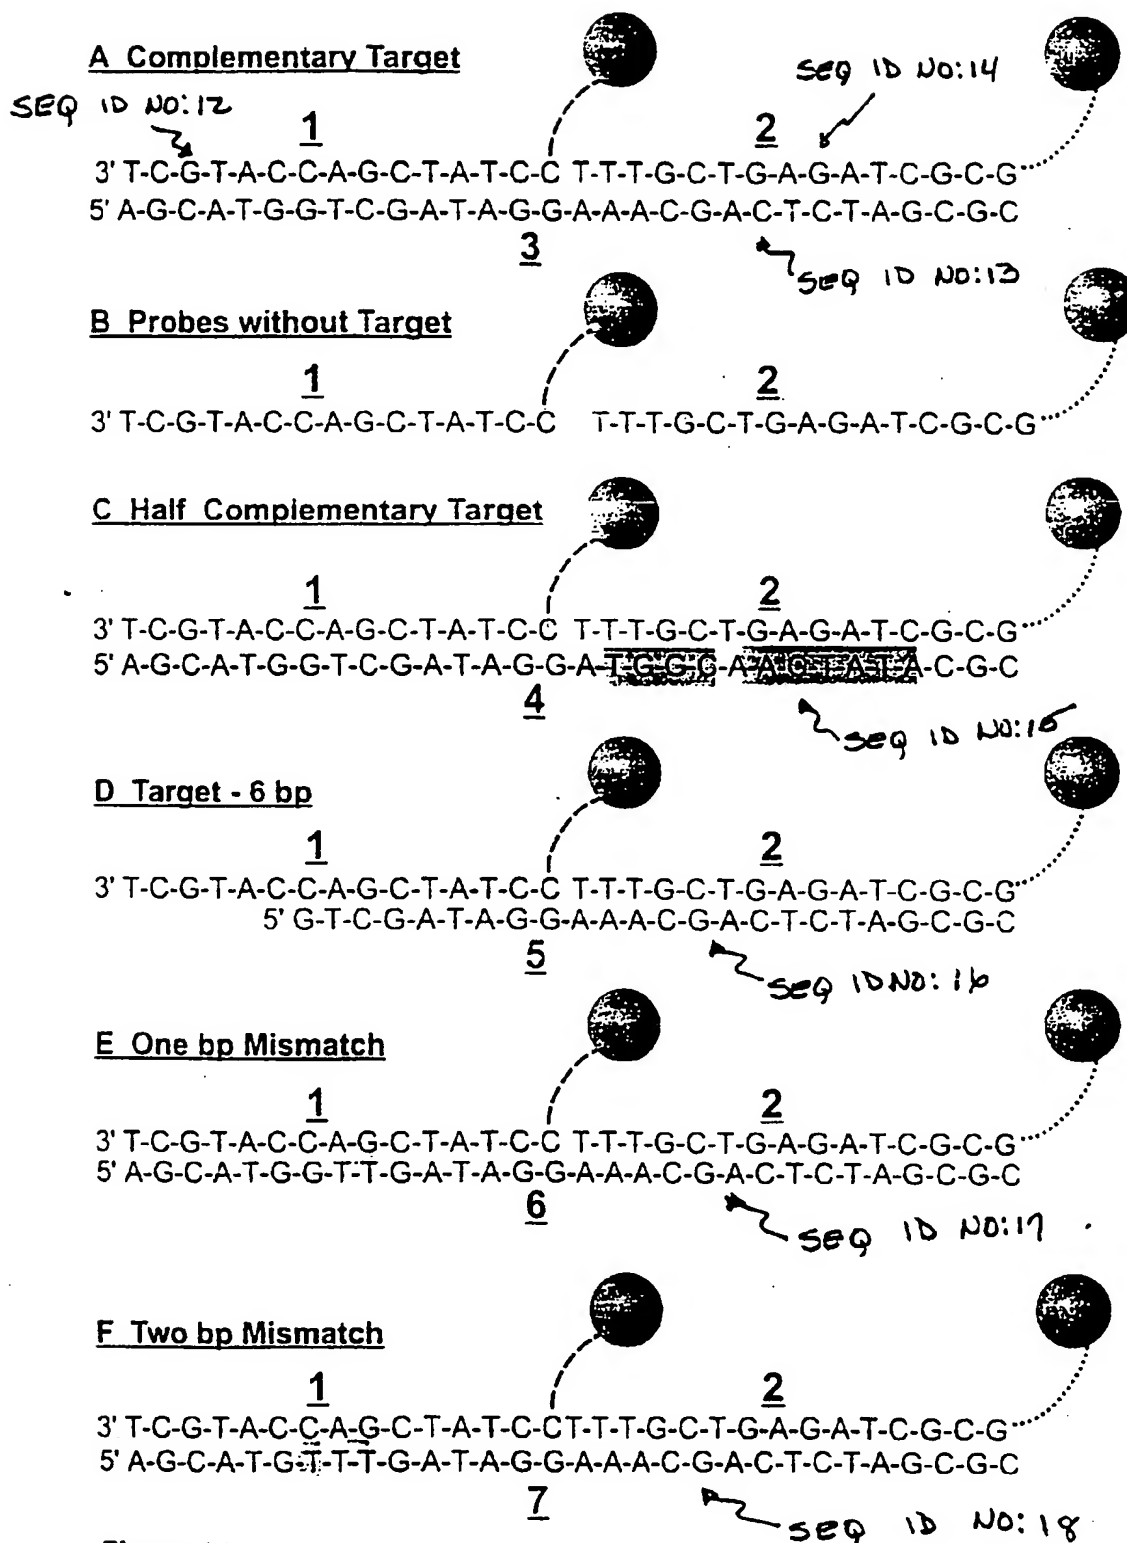 A Complementary Target
SEQ ID NO:12
SEQ ID NO:14
1
2
3' T-C-G-T-A-C-C-A-G-C-T-A-T-C-C T-T-T-G-C-T-G-A-G-A-T-C-G-C-G
5' A-G-C-A-T-G-G-T-C-G-A-T-A-G-G-A-A-A-C-G-A-C-T-C-T-A-G-C-G-C
3
SEQ ID NO:13
B Probes without Target
1
2
3' T-C-G-T-A-C-C-A-G-C-T-A-T-C-C T-T-T-G-C-T-G-A-G-A-T-C-G-C-G
C Half Complementary Target
1
2
3' T-C-G-T-A-C-C-A-G-C-T-A-T-C-C T-T-T-G-C-T-G-A-G-A-T-C-G-C-G
5' A-G-C-A-T-G-G-T-C-G-A-T-A-G-G-A-T-G-G-C-A-A-C-T-A-T-A-C-G-C
4
SEQ ID NO:15
D Target - 6 bp
1
2
3' T-C-G-T-A-C-C-A-G-C-T-A-T-C-C T-T-T-G-C-T-G-A-G-A-T-C-G-C-G
5' G-T-C-G-A-T-A-G-G-A-A-A-C-G-A-C-T-C-T-A-G-C-G-C
5
SEQ ID NO:16
E One bp Mismatch
1
2
3' T-C-G-T-A-C-C-A-G-C-T-A-T-C-C T-T-T-G-C-T-G-A-G-A-T-C-G-C-G
5' A-G-C-A-T-G-G-T-T-G-A-T-A-G-G-A-A-A-C-G-A-C-T-C-T-A-G-C-G-C
6
SEQ ID NO:17
F Two bp Mismatch
1
2
3' T-C-G-T-A-C-C-A-G-C-T-A-T-C-C-T-T-T-G-C-T-G-A-G-A-T-C-G-C-G
5' A-G-C-A-T-G-T-T-T-G-A-T-A-G-G-A-A-A-C-G-A-C-T-C-T-A-G-C-G-C
7
SEQ ID NO:18